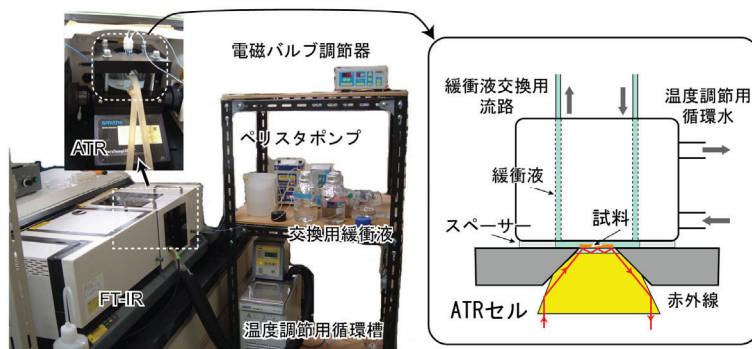 電磁バルブ調節器
ペリスタポンプ
ATR
交換用緩衝液
FT-IR
温度調節用循環槽
緩衝液交換用
流路
温度調節用
循環水
緩衝液
スペーサー
試料
ATRセル
赤外線